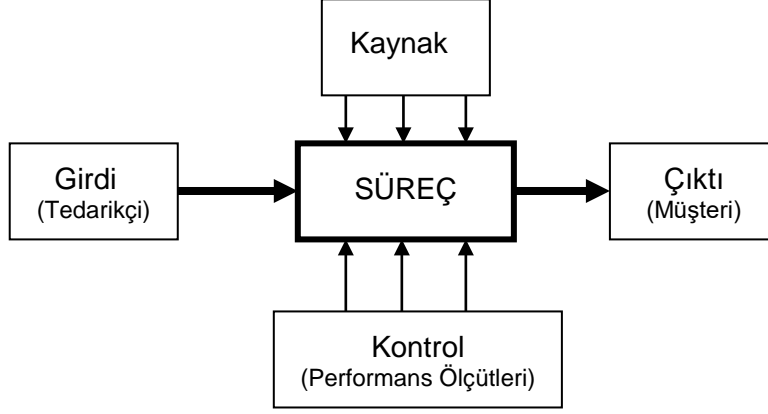 Kaynak
Girdi
(Tedarikçi)
SÜREÇ
Çıktı
(Müşteri)
Kontrol
(Performans Ölçütleri)